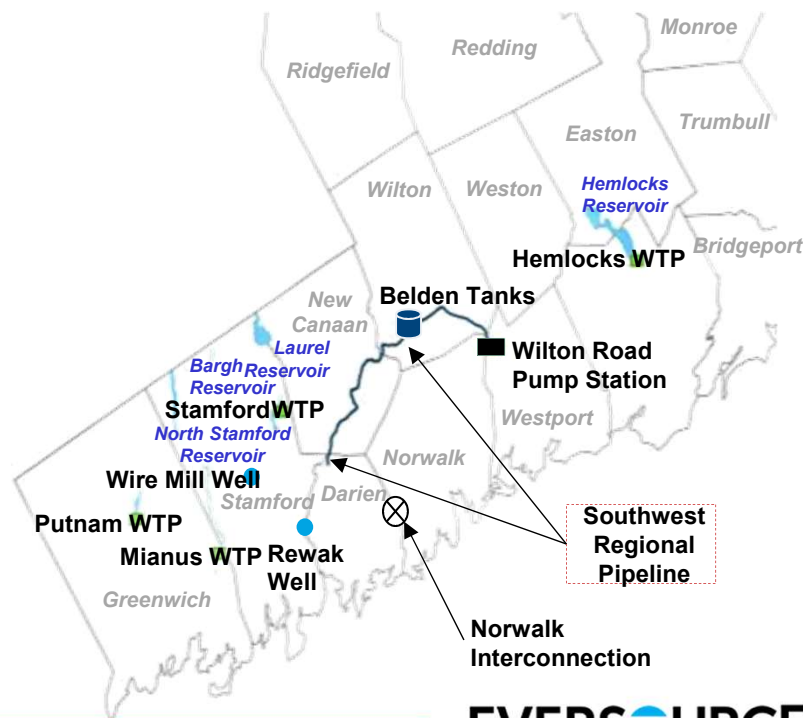 Monroe
Redding
Ridgefield
Easton
Trumbull
Wilton
Weston
Hemlocks
Reservoir
Bridgeport
Hemlocks WTP
Belden Tanks
New
Canaan
Laurel
Reservoir
Bargh
Reservoir
Wilton Road
Pump Station
StamfordWTP
Westport
North Stamford
Reservoir
Norwalk
Wire Mill Well
Stamford
Darien
Putnam WTP
Mianus WTP
Rewak
Well
Southwest
Regional
Pipeline
Greenwich
Norwalk
Interconnection
EVERSOURCE